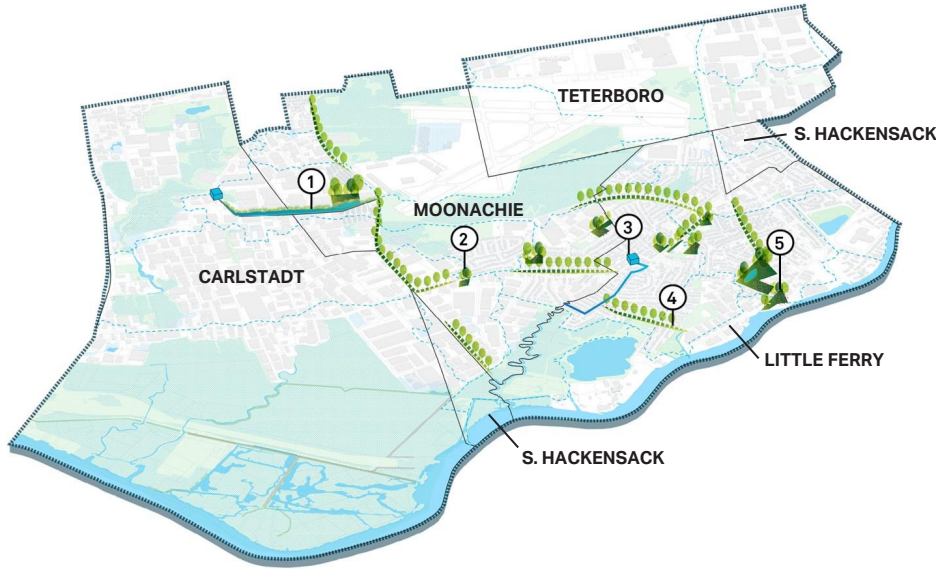 TETERBORO
S. HACKENSACK
1
MOONACHIE
2
3
5
CARLSTADT
4
LITTLE FERRY
S. HACKENSACK